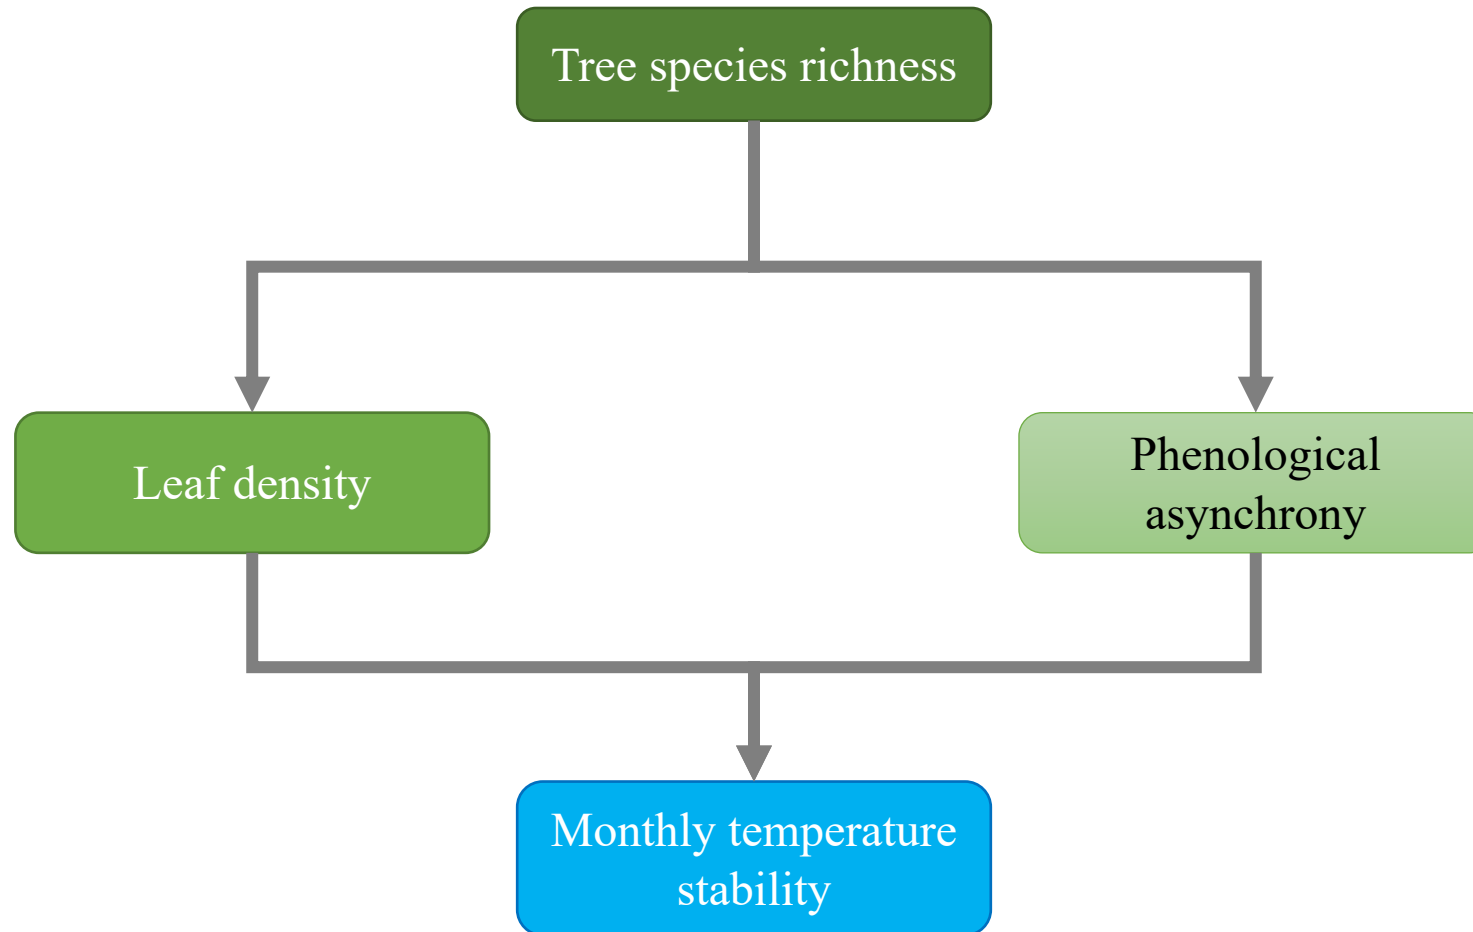 Tree species richness
Leaf density
Phenological
asynchrony
Monthly temperature
stability